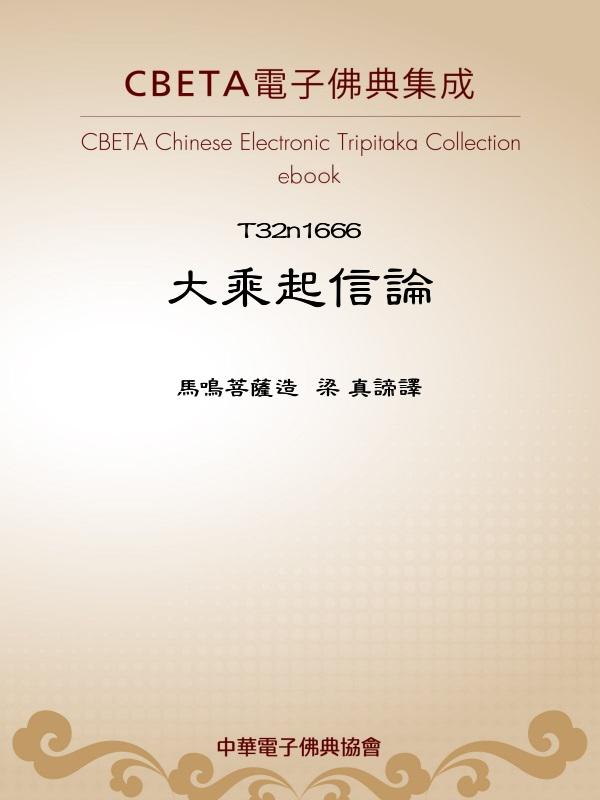 CBETA電子佛典集成
CBETA Chinese Electronic Tripitaka Collection
ebook
T32n1666
大乘起信論
馬鳴菩薩造 梁 真諦譯
中華電子佛典協會